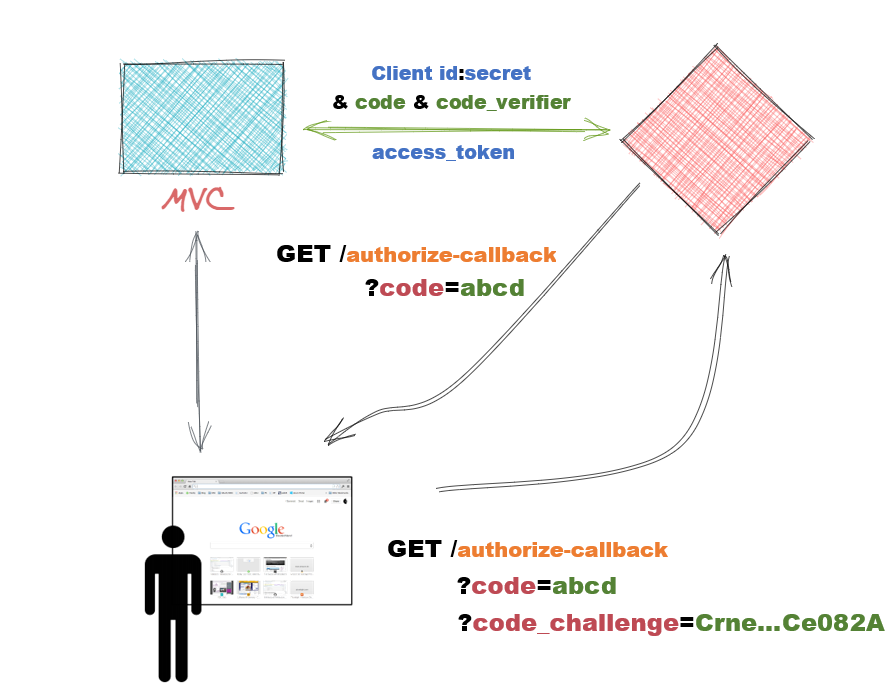 Client id:secret
& code & code_verifier
access_token
MVC
GET /authorize-callback
?code=abcd
Google
GET /authorize-callback
?code=abcd
?code_challenge=Crne...Ce082A